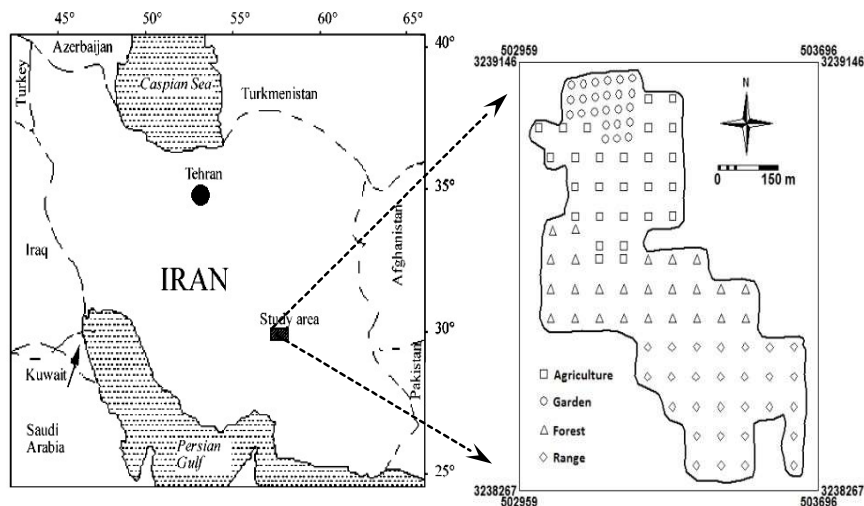 45° 50° 55° 60° 65°
40°
35°
30°
25°
Azerbaijan
Turkey
Caspian Sea
Turkmenistan
Tehran
Iraq
IRAN
Afghanistan
Study area
Kuwait
Pakistan
Saudi
Arabia
Persian
Gulf
502959 503696
3239146 3239146
N
0 150 m
Agriculture
Garden
Forest
Range
3238267 3238267
502959 503696